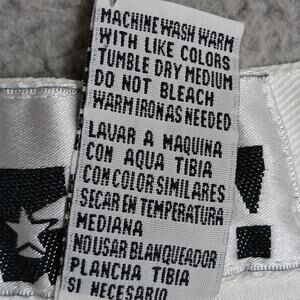 MACHINE WASH WARM
WITH LIKE COLORS
TUMBLE DRY MEDIUM
DO NOT BLEACH
WARM IRON AS NEEDED
LAVAR A MAQUINA
CON AQUA TIBIA
CON COLOR SIMILARES
SECAR EN TEMPERATURA
MEDIANA
NO USAR BLANQUEADOR
PLANCHA TIBIA
SI NECESARIO